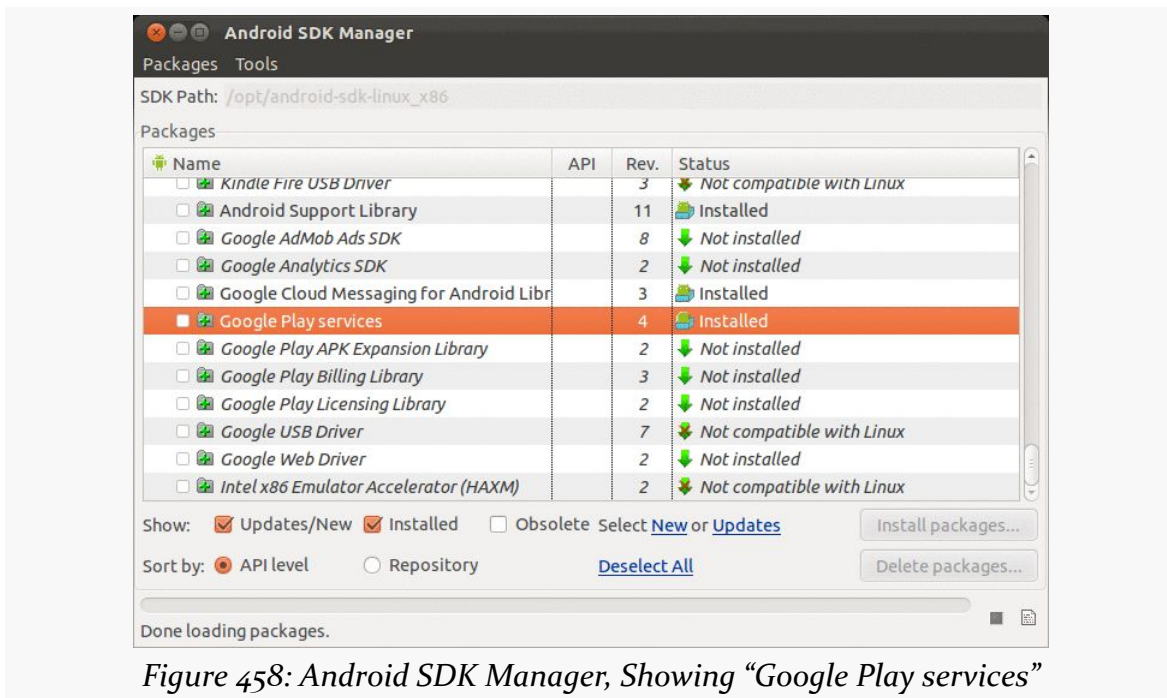 Android SDK Manager
Packages Tools
SDK Path: /opt/android-sdk-linux_x86
Packages
Name API Rev. Status
Kindle Fire USB Driver 3 Not compatible with Linux
Android Support Library 11 Installed
Google AdMob Ads SDK 8 Not installed
Google Analytics SDK 2 Not installed
Google Cloud Messaging for Android Libr 3 Installed
Google Play services 4 Installed
Google Play APK Expansion Library 2 Not installed
Google Play Billing Library 3 Not installed
Google Play Licensing Library 2 Not installed
Google USB Driver 7 Not compatible with Linux
Google Web Driver 2 Not installed
Intel x86 Emulator Accelerator (HAXM) 2 Not compatible with Linux
Show: Updates/New Installed Obsolete Select New or Updates Install packages...
Sort by: API level Repository Deselect All Delete packages...
Done loading packages.
Figure 458: Android SDK Manager, Showing “Google Play services”